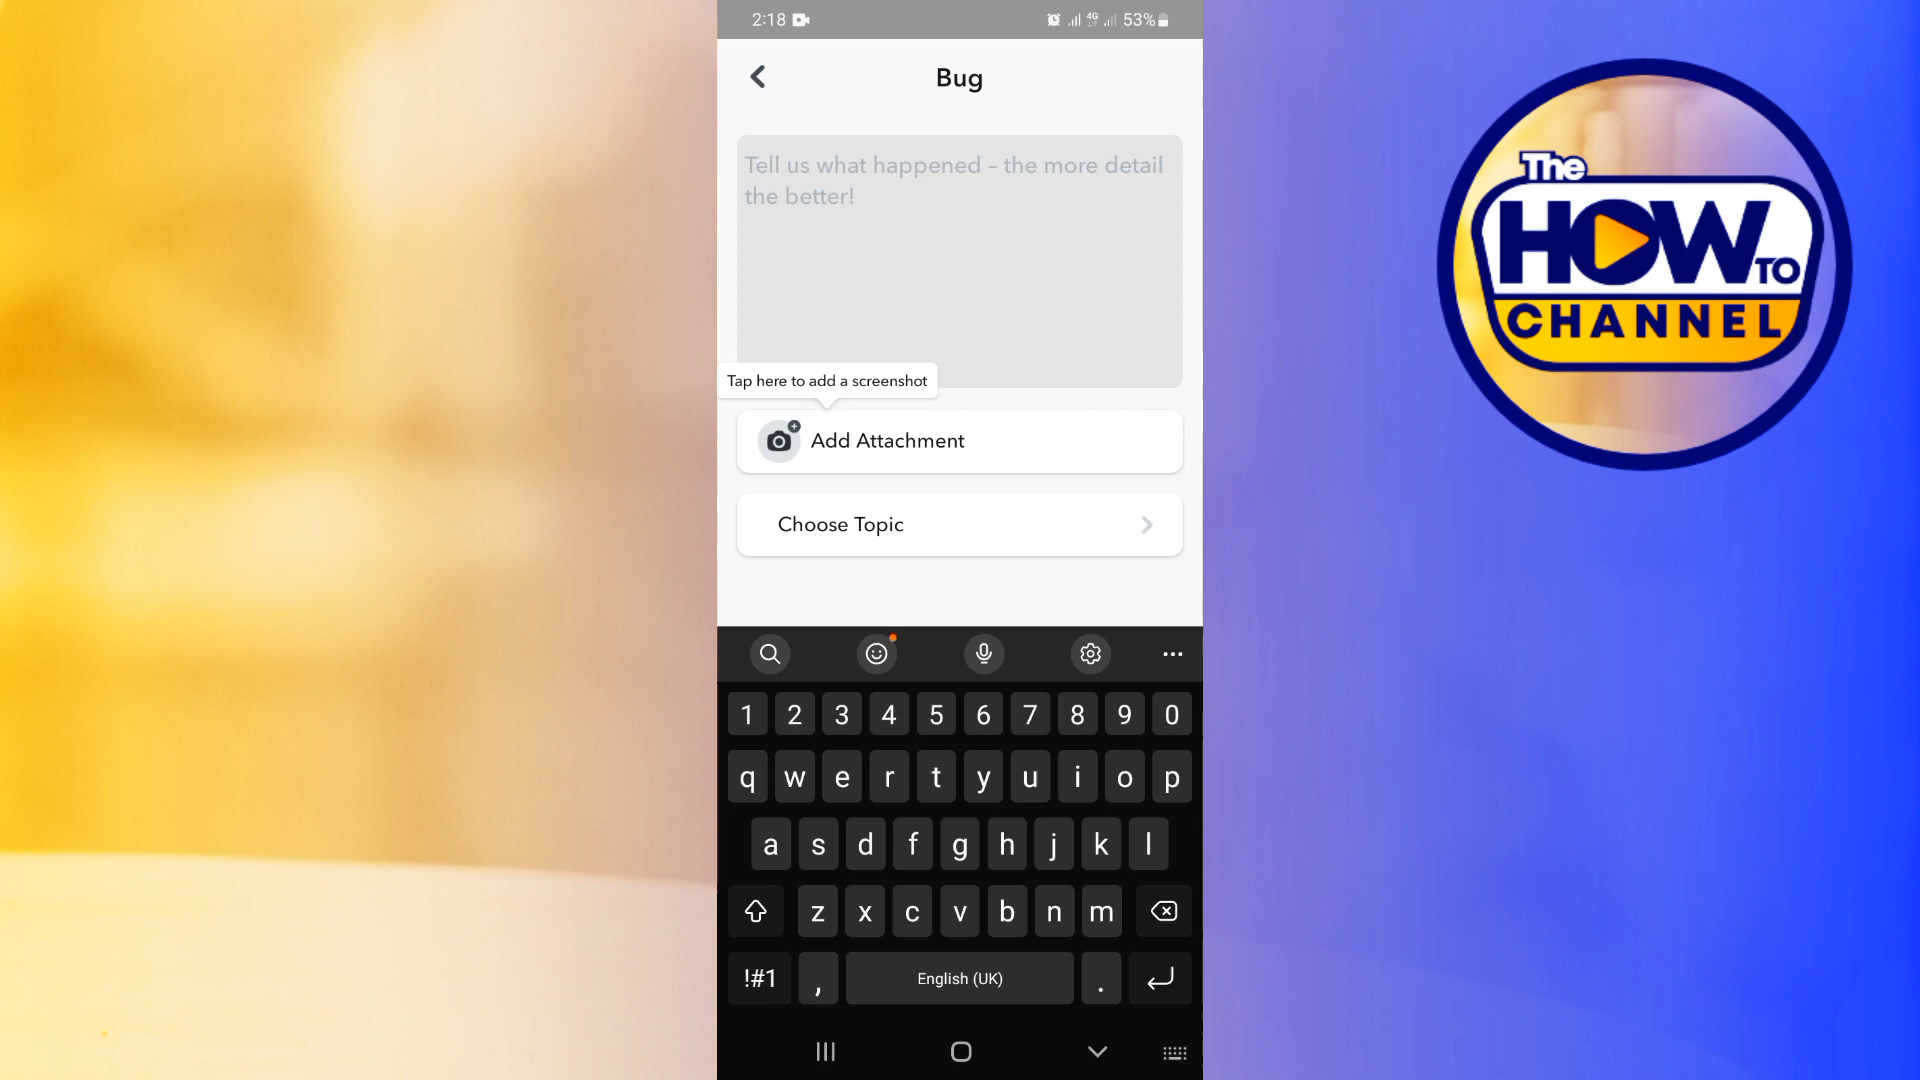 2:18
4G
53%
Bug
Tell us what happened – the more detail
the better!
Tap here to add a screenshot
Add Attachment
Choose Topic
1 2 3 4 5 6 7 8 9 0
q w e r t y u i o p
a s d f g h j k l
z x c v b n m
!#1 , English (UK) .
The
HOW TO
CHANNEL